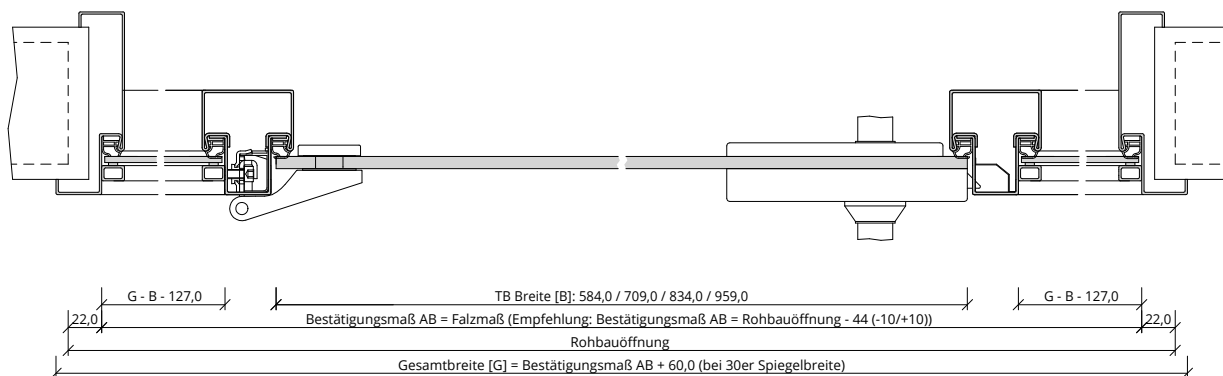 G - B - 127,0 TB Breite [B]: 584,0 / 709,0 / 834,0 / 959,0 G - B - 127,0
22,0 Bestätigungsmaß AB = Falzmaß (Empfehlung: Bestätigungsmaß AB = Rohbauöffnung - 44 (-10/+10)) 22,0
Rohbauöffnung
Gesamtbreite [G] = Bestätigungsmaß AB + 60,0 (bei 30er Spiegelbreite)